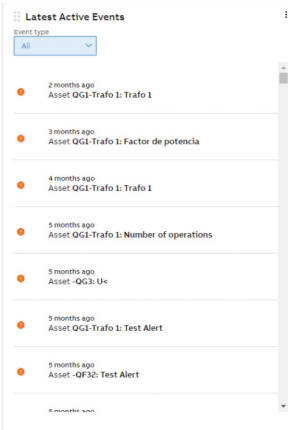 Latest Active Events
Event type
All
2 months ago
Asset QG1-Trafo 1: Trafo 1
3 months ago
Asset QG1-Trafo 1: Factor de potencia
4 months ago
Asset QG1-Trafo 1: Trafo 1
5 months ago
Asset QG1-Trafo 1: Number of operations
5 months ago
Asset -QG3: U<
5 months ago
Asset QG1-Trafo 1: Test Alert
5 months ago
Asset -QF32: Test Alert
5 months ago